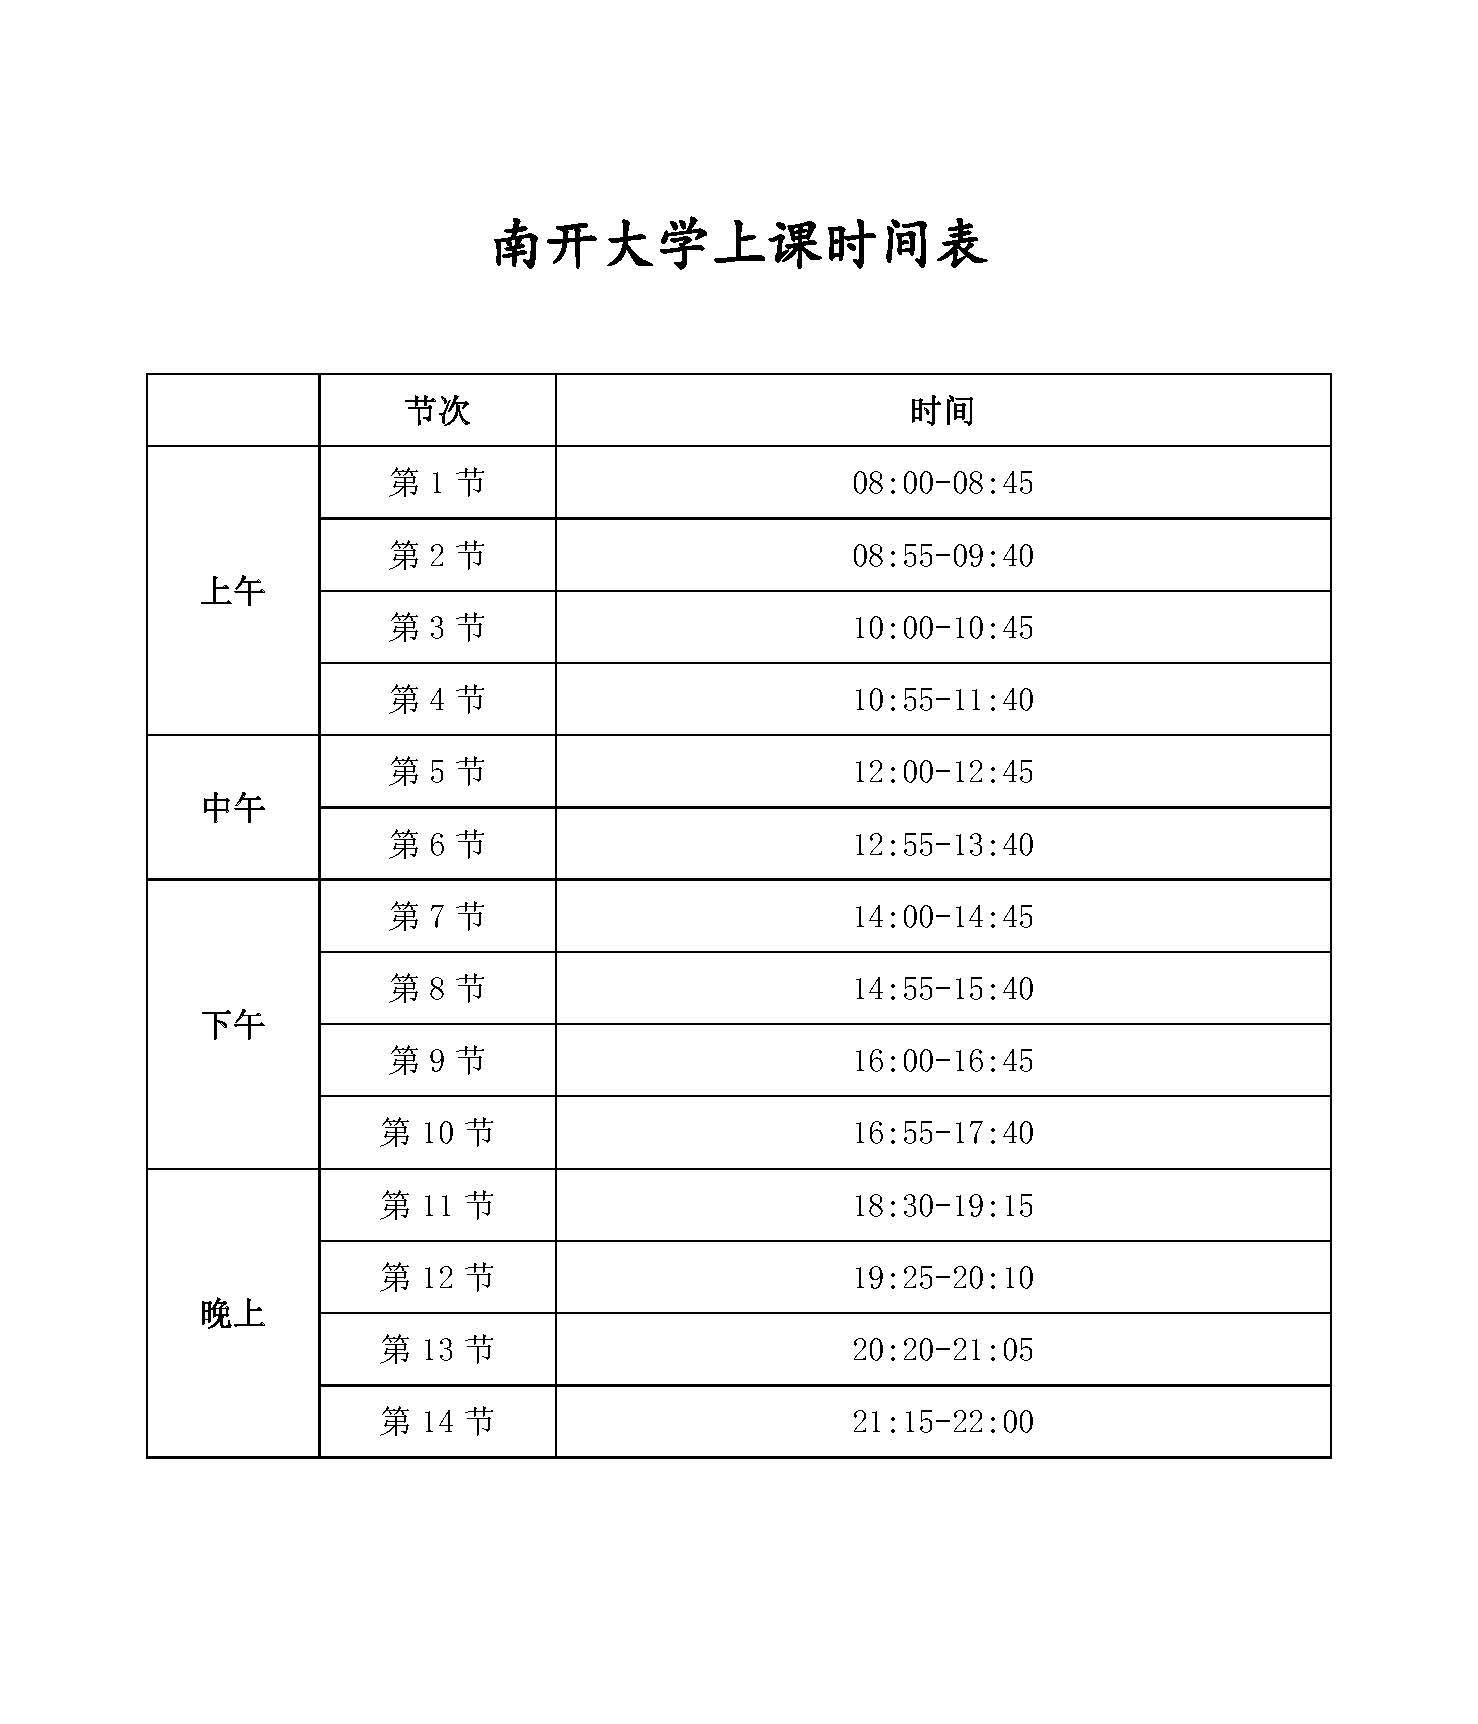 南开大学上课时间表
节次 时间
上午
第 1 节 08:00-08:45
第 2 节 08:55-09:40
第 3 节 10:00-10:45
第 4 节 10:55-11:40
中午
第 5 节 12:00-12:45
第 6 节 12:55-13:40
下午
第 7 节 14:00-14:45
第 8 节 14:55-15:40
第 9 节 16:00-16:45
第 10 节 16:55-17:40
晚上
第 11 节 18:30-19:15
第 12 节 19:25-20:10
第 13 节 20:20-21:05
第 14 节 21:15-22:00